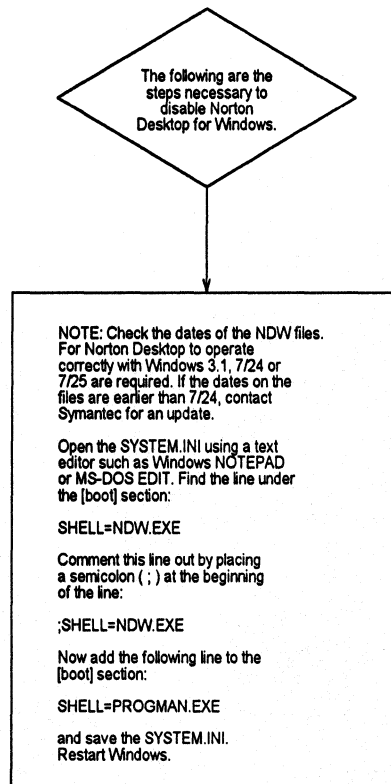 The following are the
steps necessary to
disable Norton
Desktop for Windows.
NOTE: Check the dates of the NDW files.
For Norton Desktop to operate
correctly with Windows 3.1, 7/24 or
7/25 are required. If the dates on the
files are earlier than 7/24, contact
Symantec for an update.
Open the SYSTEM.INI using a text
editor such as Windows NOTEPAD
or MS-DOS EDIT. Find the line under
the [boot] section:
SHELL=NDW.EXE
Comment this line out by placing
a semicolon ( ; ) at the beginning
of the line:
;SHELL=NDW.EXE
Now add the following line to the
[boot] section:
SHELL=PROGMAN.EXE
and save the SYSTEM.INI.
Restart Windows.